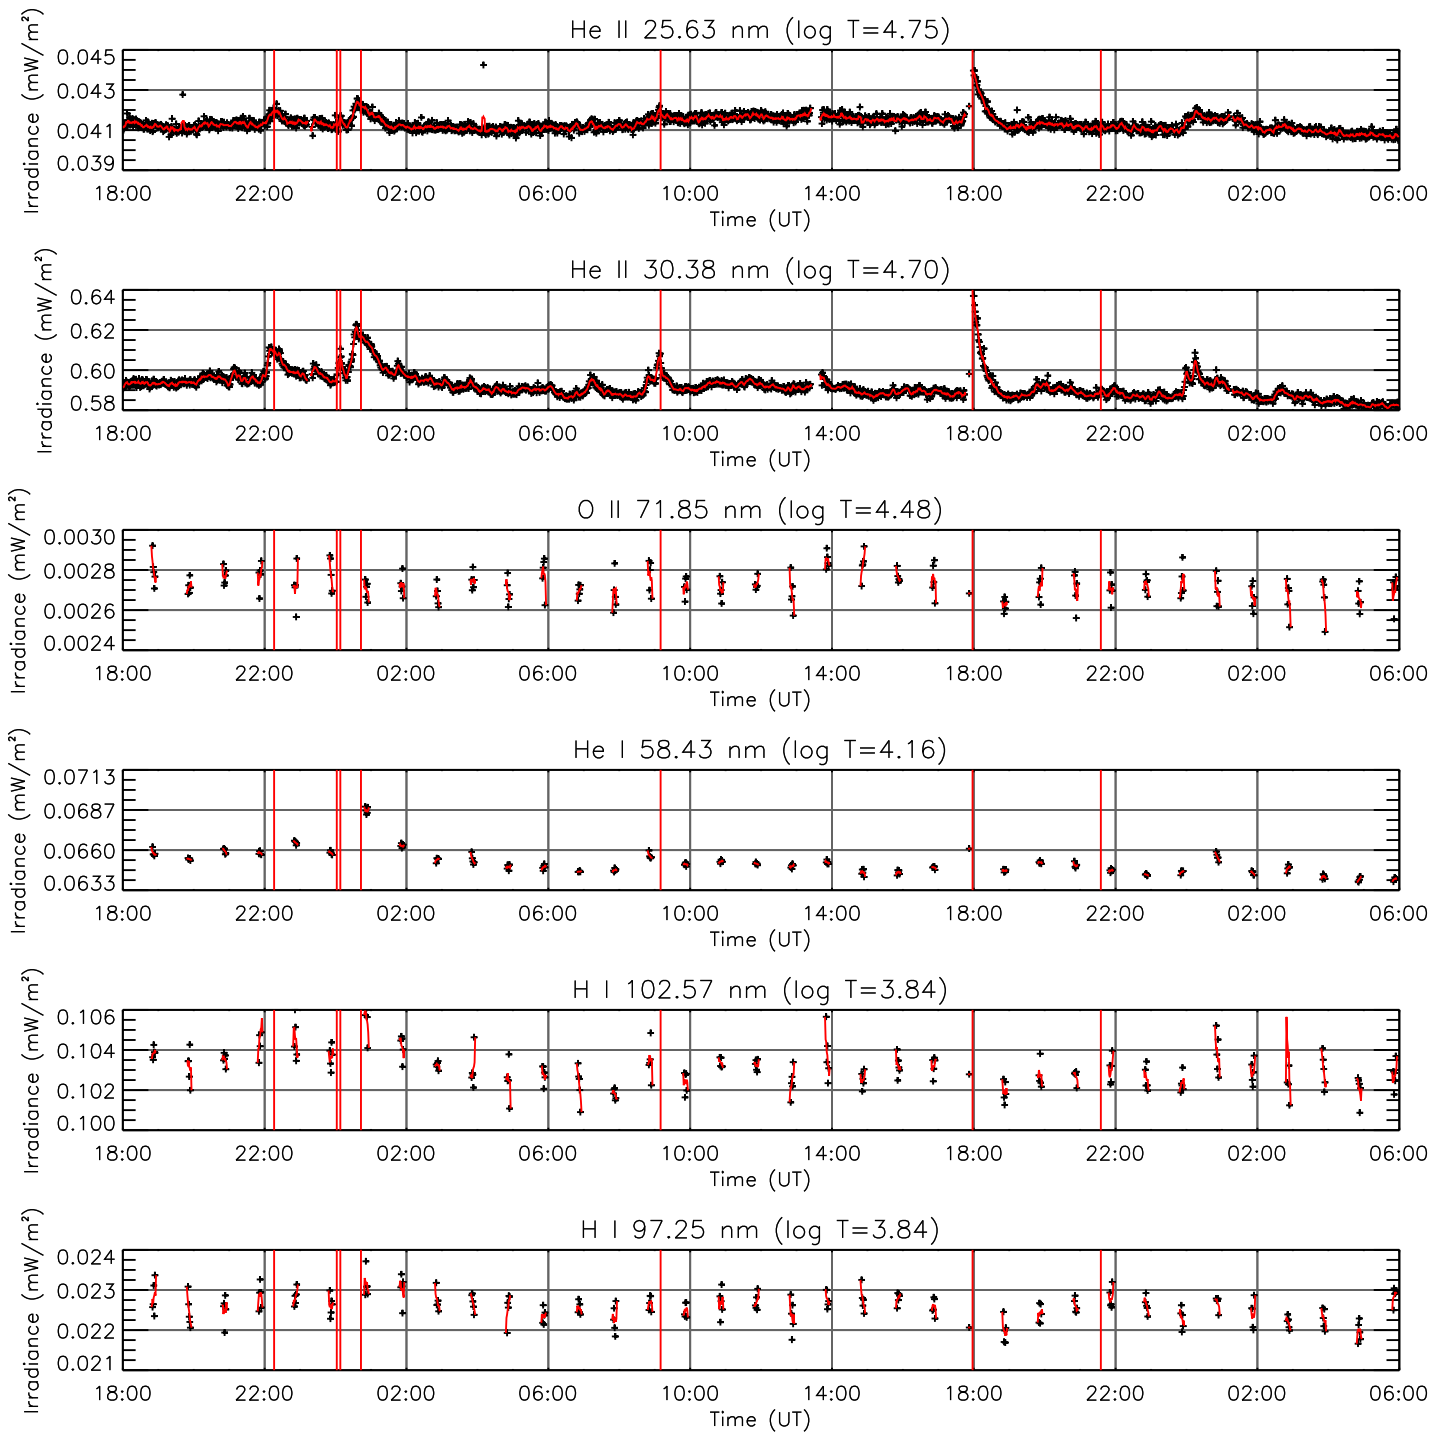 He II 25.63 nm (log T=4.75)
Irradiance (mW/m²)
0.045
0.043
0.041
0.039
18:00 22:00 02:00 06:00 10:00 14:00 18:00 22:00 02:00 06:00
Time (UT)
He II 30.38 nm (log T=4.70)
Irradiance (mW/m²)
0.64
0.62
0.60
0.58
18:00 22:00 02:00 06:00 10:00 14:00 18:00 22:00 02:00 06:00
Time (UT)
O II 71.85 nm (log T=4.48)
Irradiance (mW/m²)
0.0030
0.0028
0.0026
0.0024
18:00 22:00 02:00 06:00 10:00 14:00 18:00 22:00 02:00 06:00
Time (UT)
He I 58.43 nm (log T=4.16)
Irradiance (mW/m²)
0.0713
0.0687
0.0660
0.0633
18:00 22:00 02:00 06:00 10:00 14:00 18:00 22:00 02:00 06:00
Time (UT)
H I 102.57 nm (log T=3.84)
Irradiance (mW/m²)
0.106
0.104
0.102
0.100
18:00 22:00 02:00 06:00 10:00 14:00 18:00 22:00 02:00 06:00
Time (UT)
H I 97.25 nm (log T=3.84)
Irradiance (mW/m²)
0.024
0.023
0.022
0.021
18:00 22:00 02:00 06:00 10:00 14:00 18:00 22:00 02:00 06:00
Time (UT)